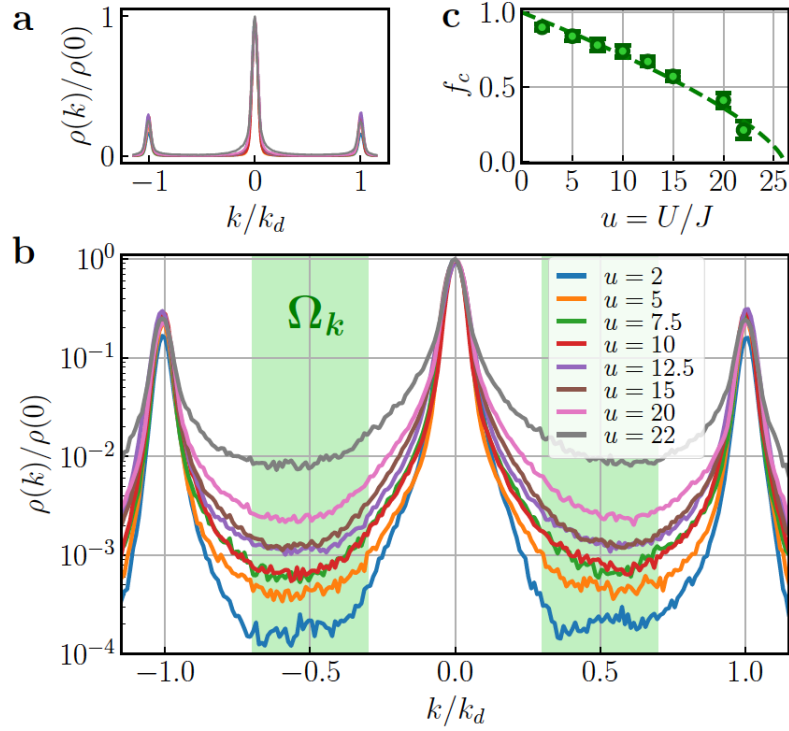 a
ρ(k)/ρ(0)
1
0
−1 0 1
k/k_d
c
f_c
1.0
0.5
0.0
0 5 10 15 20 25
u = U/J
b
ρ(k)/ρ(0)
10^0
10^−1
10^−2
10^−3
10^−4
Ω_k
u = 2
u = 5
u = 7.5
u = 10
u = 12.5
u = 15
u = 20
u = 22
−1.0 −0.5 0.0 0.5 1.0
k/k_d